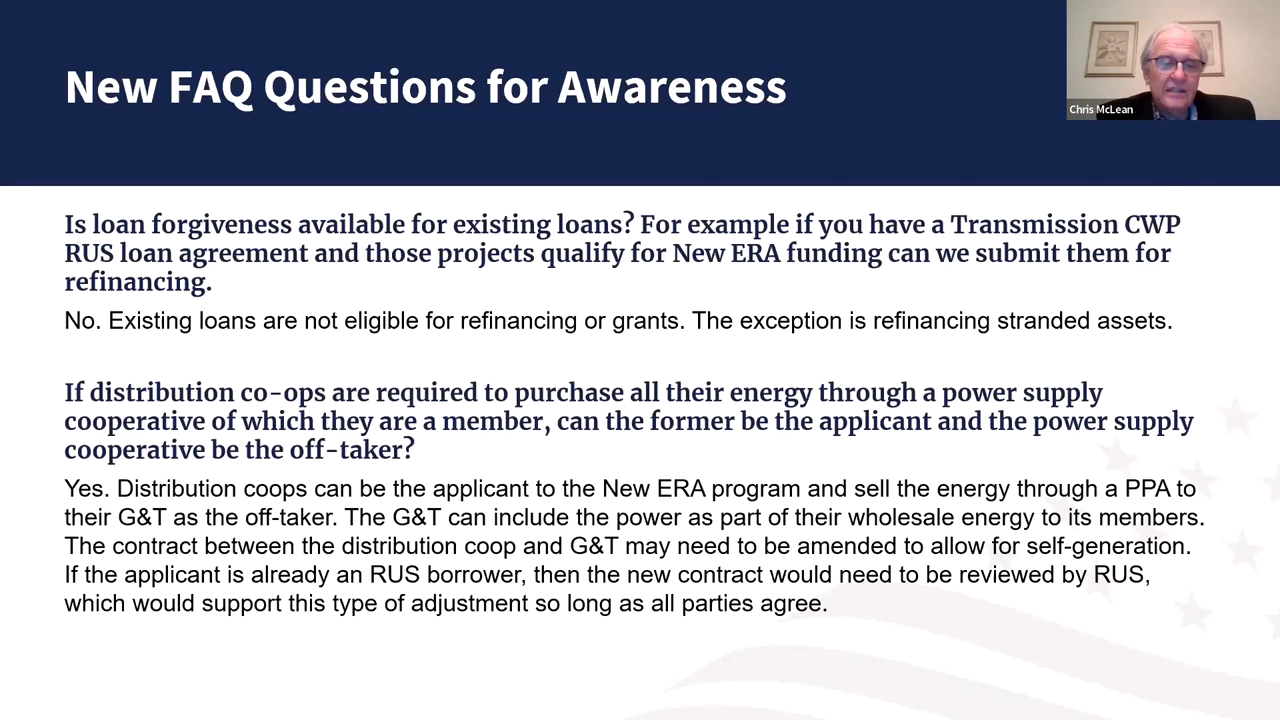 New FAQ Questions for Awareness
Chris McLean
Is loan forgiveness available for existing loans? For example if you have a Transmission CWP
RUS loan agreement and those projects qualify for New ERA funding can we submit them for
refinancing.
No. Existing loans are not eligible for refinancing or grants. The exception is refinancing stranded assets.
If distribution co-ops are required to purchase all their energy through a power supply
cooperative of which they are a member, can the former be the applicant and the power supply
cooperative be the off-taker?
Yes. Distribution coops can be the applicant to the New ERA program and sell the energy through a PPA to
their G&T as the off-taker. The G&T can include the power as part of their wholesale energy to its members.
The contract between the distribution coop and G&T may need to be amended to allow for self-generation.
If the applicant is already an RUS borrower, then the new contract would need to be reviewed by RUS,
which would support this type of adjustment so long as all parties agree.